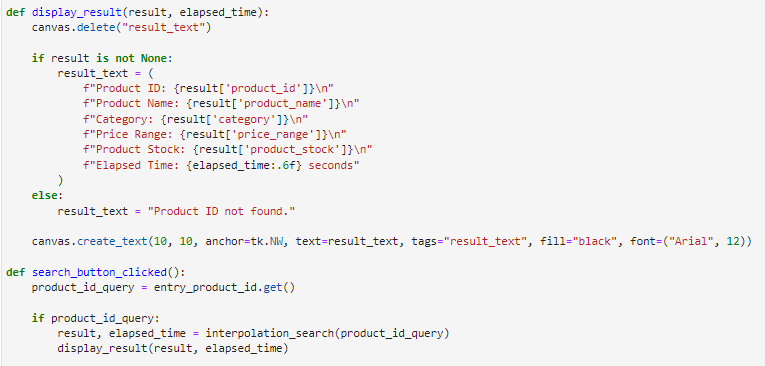 def display_result(result, elapsed_time):
    canvas.delete("result_text")

    if result is not None:
        result_text = (
            f"Product ID: {result['product_id']}\n"
            f"Product Name: {result['product_name']}\n"
            f"Category: {result['category']}\n"
            f"Price Range: {result['price_range']}\n"
            f"Product Stock: {result['product_stock']}\n"
            f"Elapsed Time: {elapsed_time:.6f} seconds"
        )
    else:
        result_text = "Product ID not found."

    canvas.create_text(10, 10, anchor=tk.NW, text=result_text, tags="result_text", fill="black", font=("Arial", 12))

def search_button_clicked():
    product_id_query = entry_product_id.get()

    if product_id_query:
        result, elapsed_time = interpolation_search(product_id_query)
        display_result(result, elapsed_time)